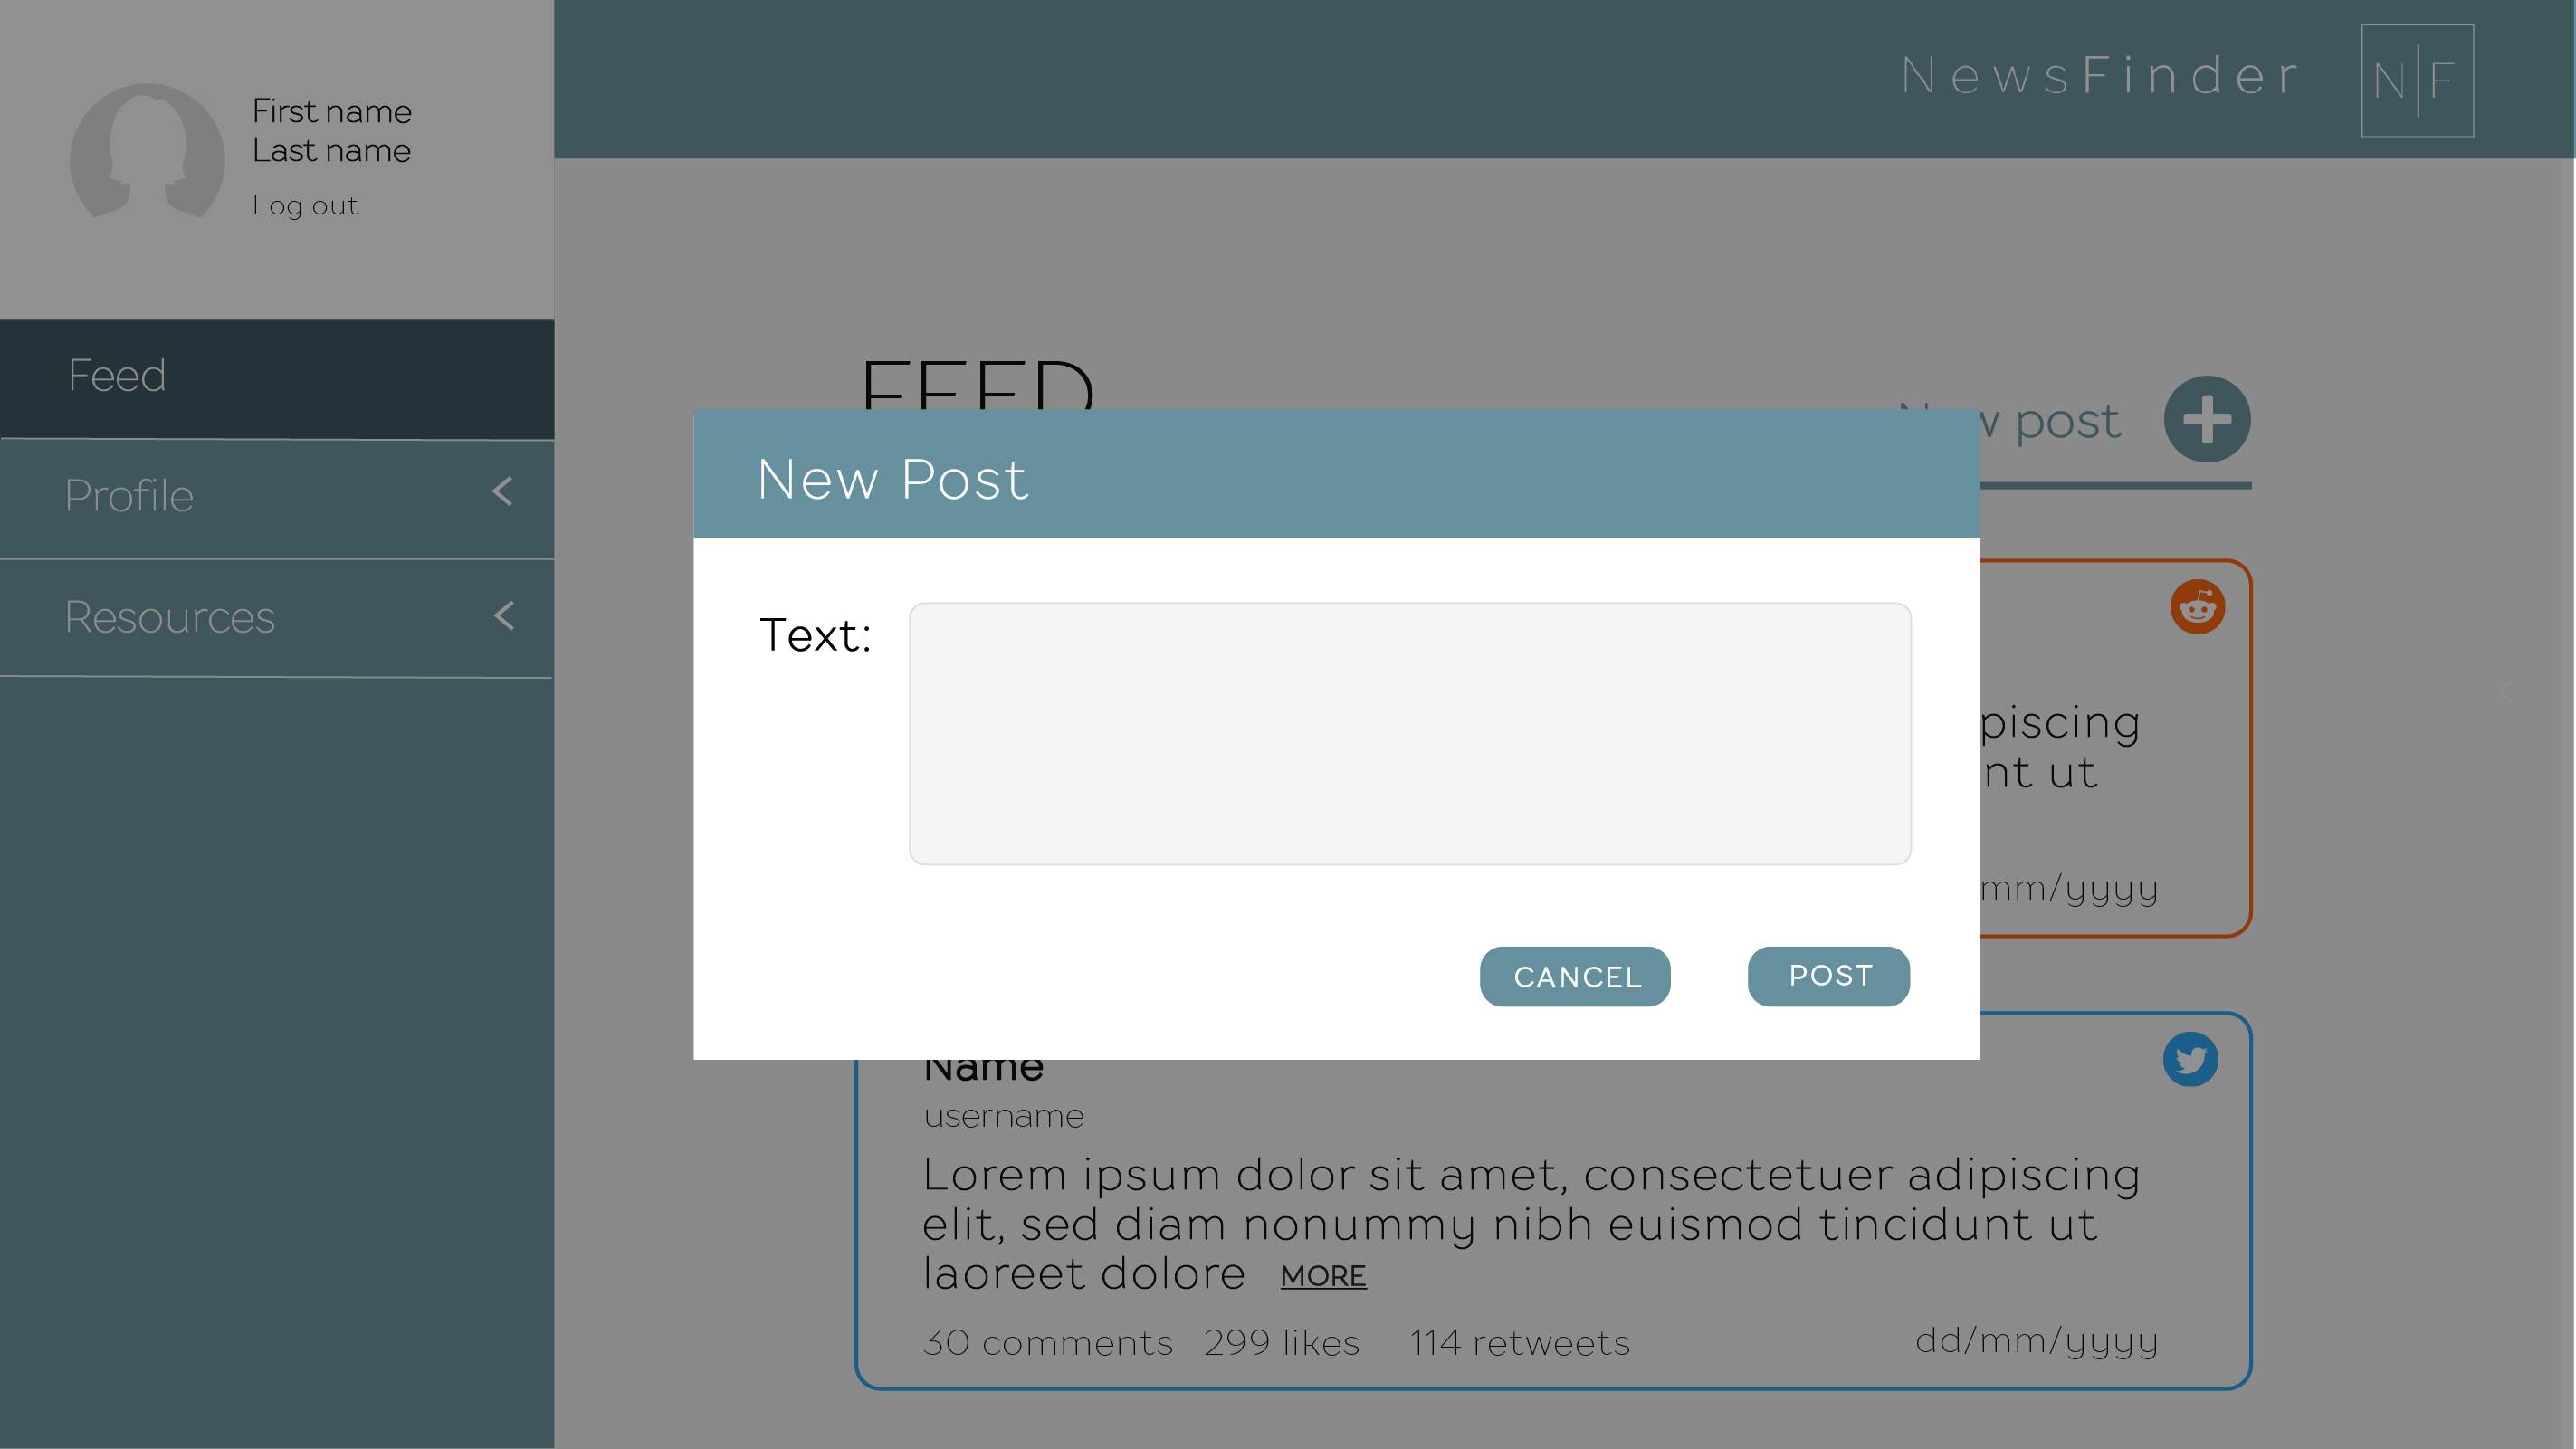 First name
Last name
Log out
NewsFinder
N|F
Feed
Profile
Resources
FEED
post
New Post
Text:
piscing
nt ut
mm/yyyy
CANCEL
POST
Name
username
Lorem ipsum dolor sit amet, consectetuer adipiscing
elit, sed diam nonummy nibh euismod tincidunt ut
laoreet dolore MORE
30 comments 299 likes 114 retweets
dd/mm/yyyy